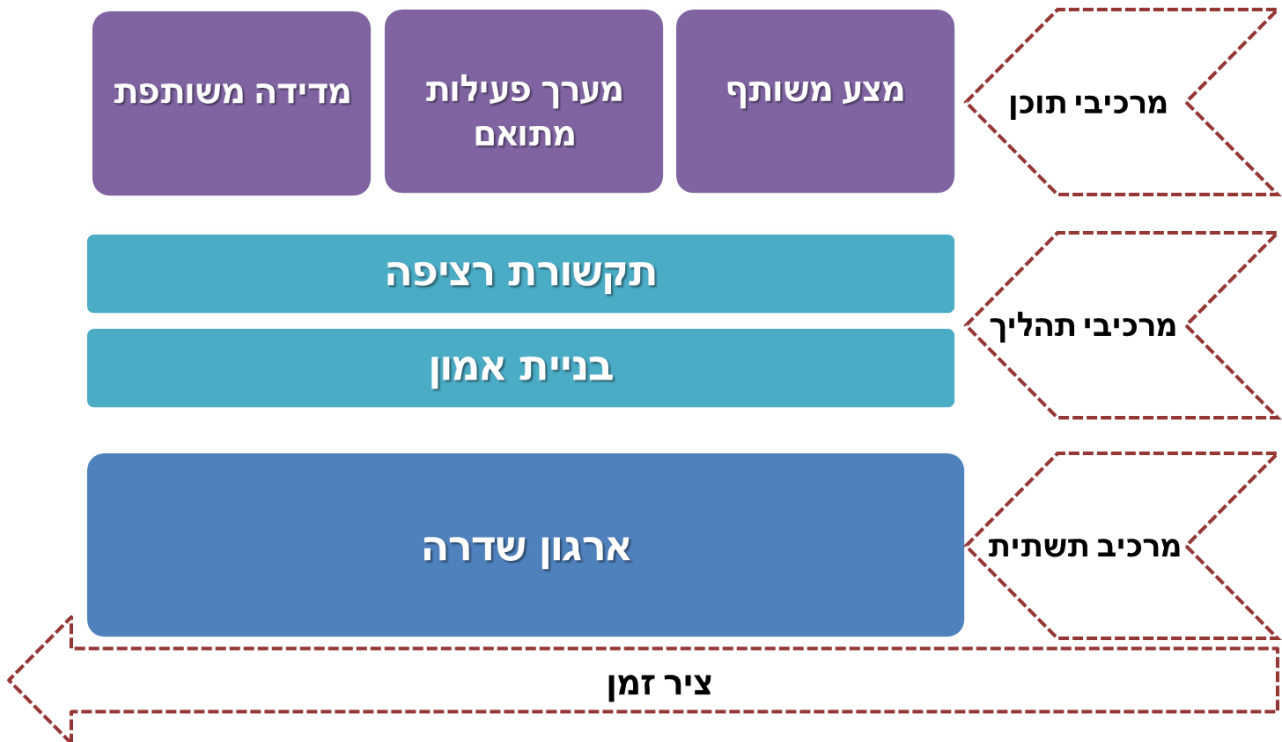 מרכיבי תוכן
מצע משותף
מערך פעילות
מתואם
מדידה משותפת
מרכיבי תהליך
תקשורת רציפה
בניית אמון
מרכיב תשתית
ארגון שדרה
ציר זמן